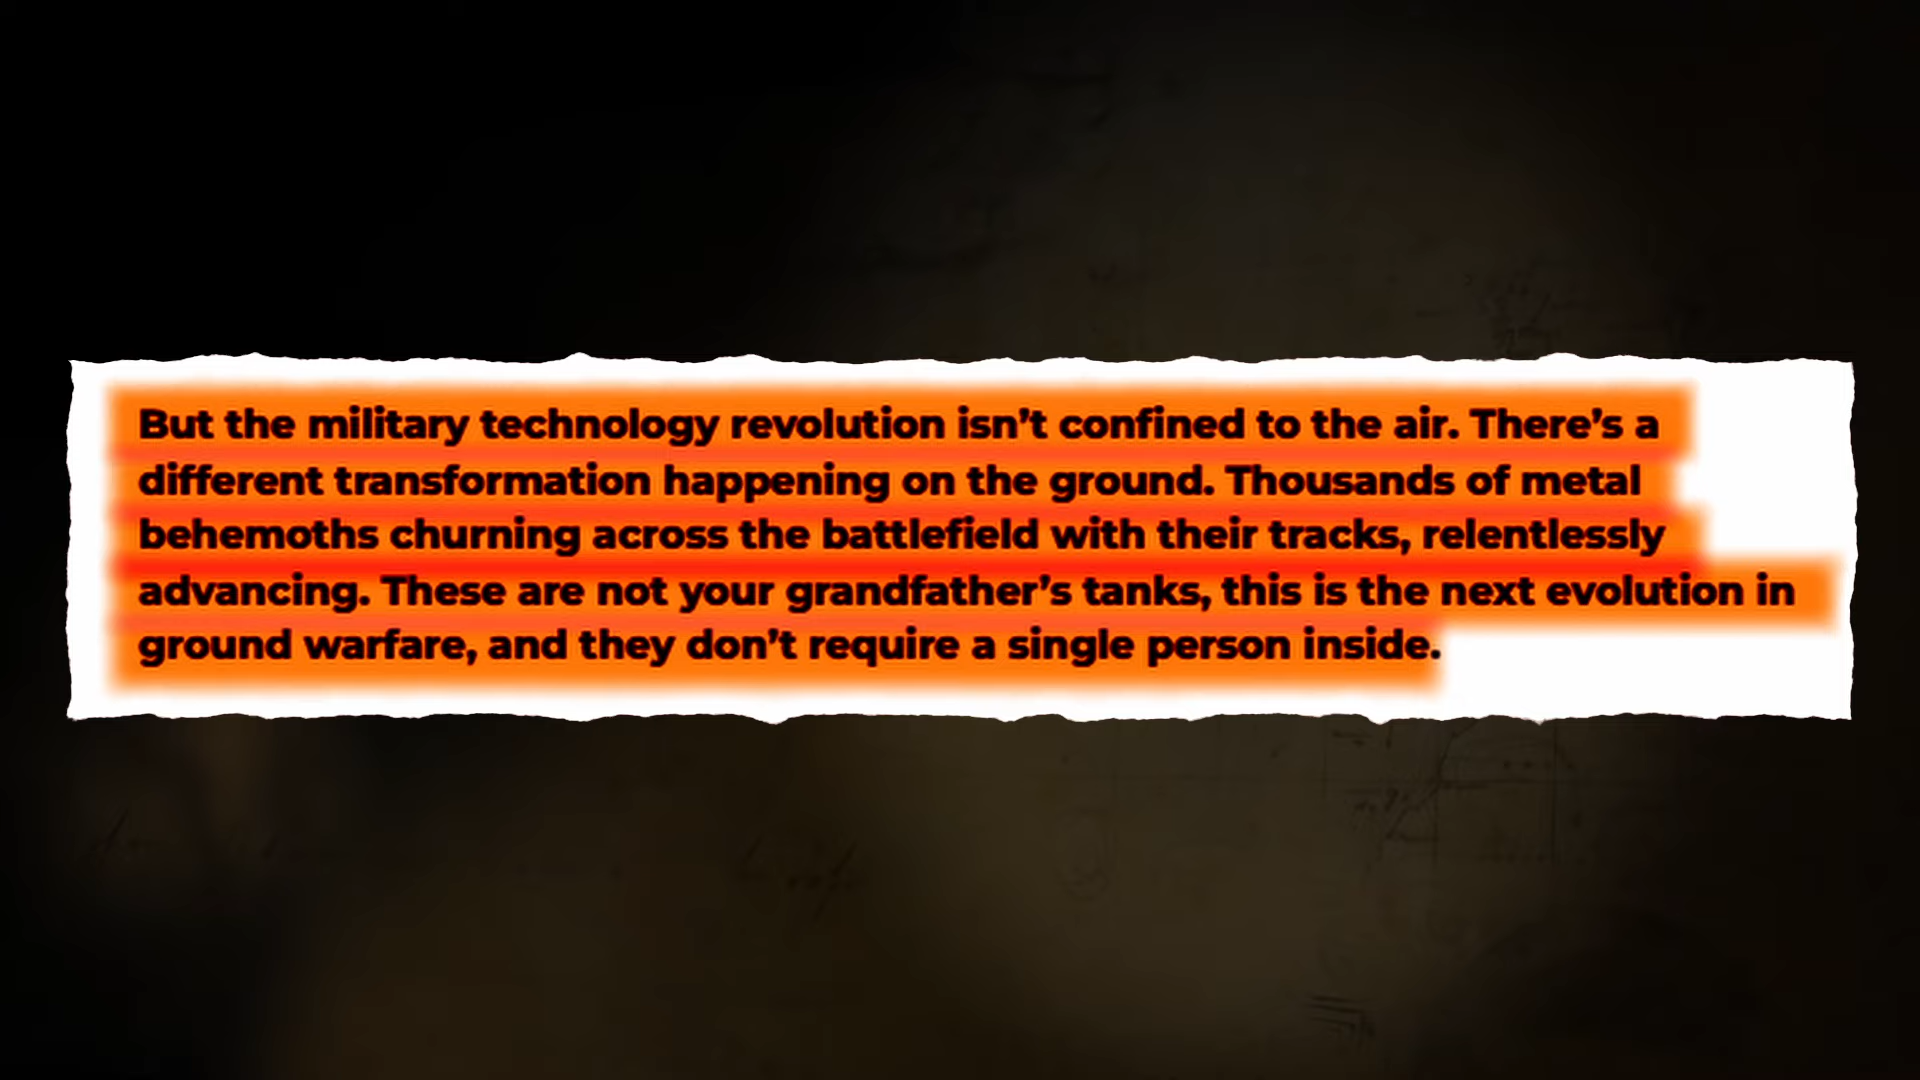 But the military technology revolution isn’t confined to the air. There’s a
different transformation happening on the ground. Thousands of metal
behemoths churning across the battlefield with their tracks, relentlessly
advancing. These are not your grandfather’s tanks, this is the next evolution in
ground warfare, and they don’t require a single person inside.